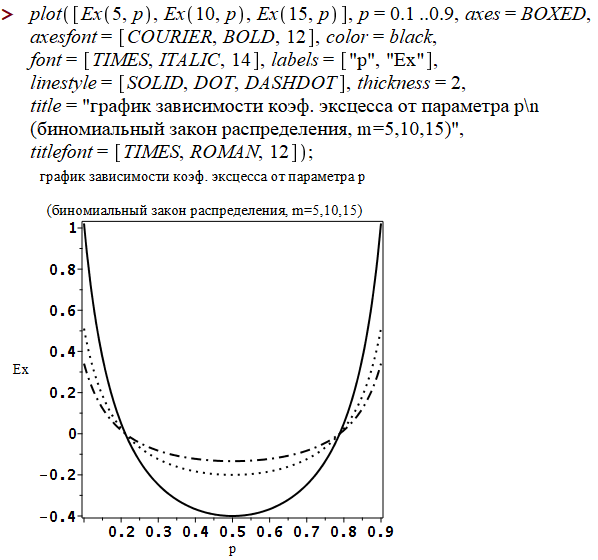 > plot([Ex(5, p), Ex(10, p), Ex(15, p)], p = 0.1 ..0.9, axes = BOXED,
axesfont = [COURIER, BOLD, 12], color = black,
font = [TIMES, ITALIC, 14], labels = ["p", "Ex"],
linestyle = [SOLID, DOT, DASHDOT], thickness = 2,
title = "график зависимости коэф. эксцесса от параметра p\n
(биномиальный закон распределения, m=5,10,15)",
titlefont = [TIMES, ROMAN, 12]);
график зависимости коэф. эксцесса от параметра p
(биномиальный закон распределения, m=5,10,15)
1
0.8
0.6
0.4
Ex
0.2
0
-0.2
-0.4
0.2 0.3 0.4 0.5 0.6 0.7 0.8 0.9
p